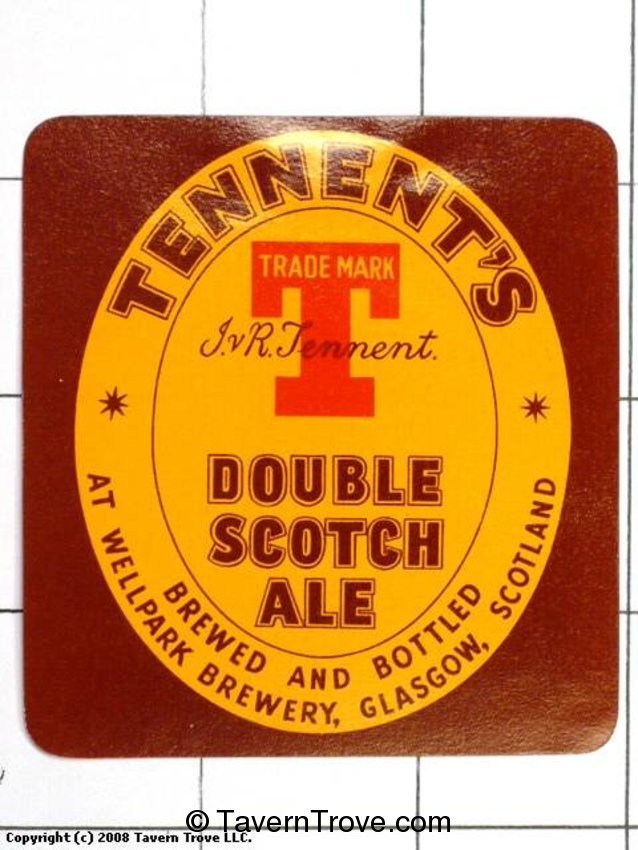 TENNENT'S
TRADE MARK
T
J.vR.Tennent.
DOUBLE
SCOTCH
ALE
BREWED AND BOTTLED
AT WELLPARK BREWERY, GLASGOW, SCOTLAND
© TavernTrove.com
Copyright (c) 2008 Tavern Trove LLC.